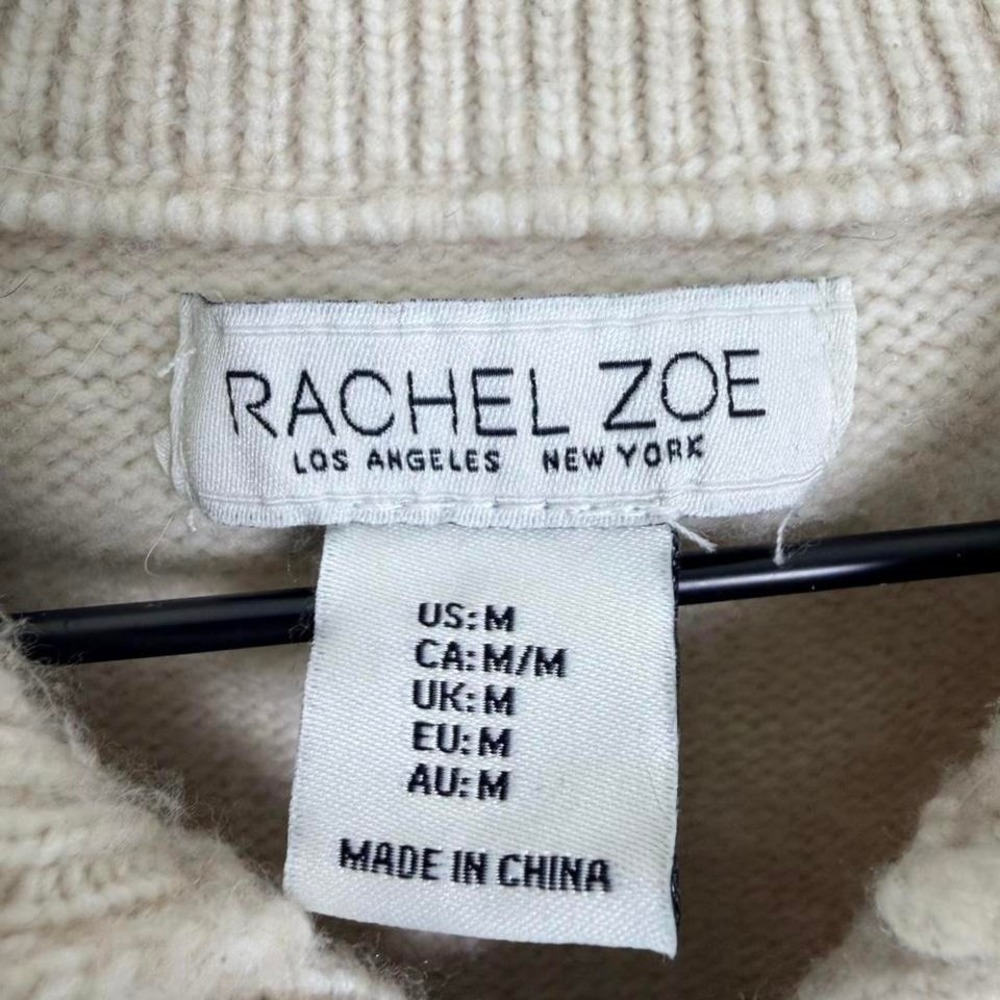 RACHEL ZOE
LOS ANGELES NEW YORK
US: M
CA: M/M
UK: M
EU: M
AU: M
MADE IN CHINA